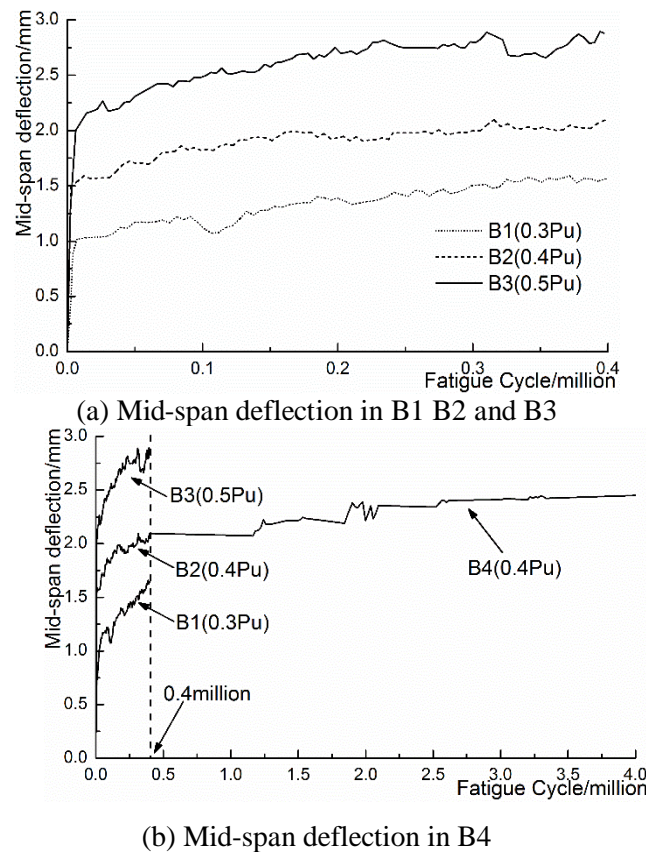 Mid-span deflection/mm
3.0
2.5
2.0
1.5
1.0
0.5
0.0
B1(0.3Pu)
B2(0.4Pu)
B3(0.5Pu)
0.0 0.1 0.2 0.3 0.4
Fatigue Cycle/million
(a) Mid-span deflection in B1 B2 and B3
Mid-span deflection/mm
3.0
2.5
2.0
1.5
1.0
0.5
0.0
B3(0.5Pu)
B2(0.4Pu)
B4(0.4Pu)
B1(0.3Pu)
0.4million
0.0 0.5 1.0 1.5 2.0 2.5 3.0 3.5 4.0
Fatigue Cycle/million
(b) Mid-span deflection in B4